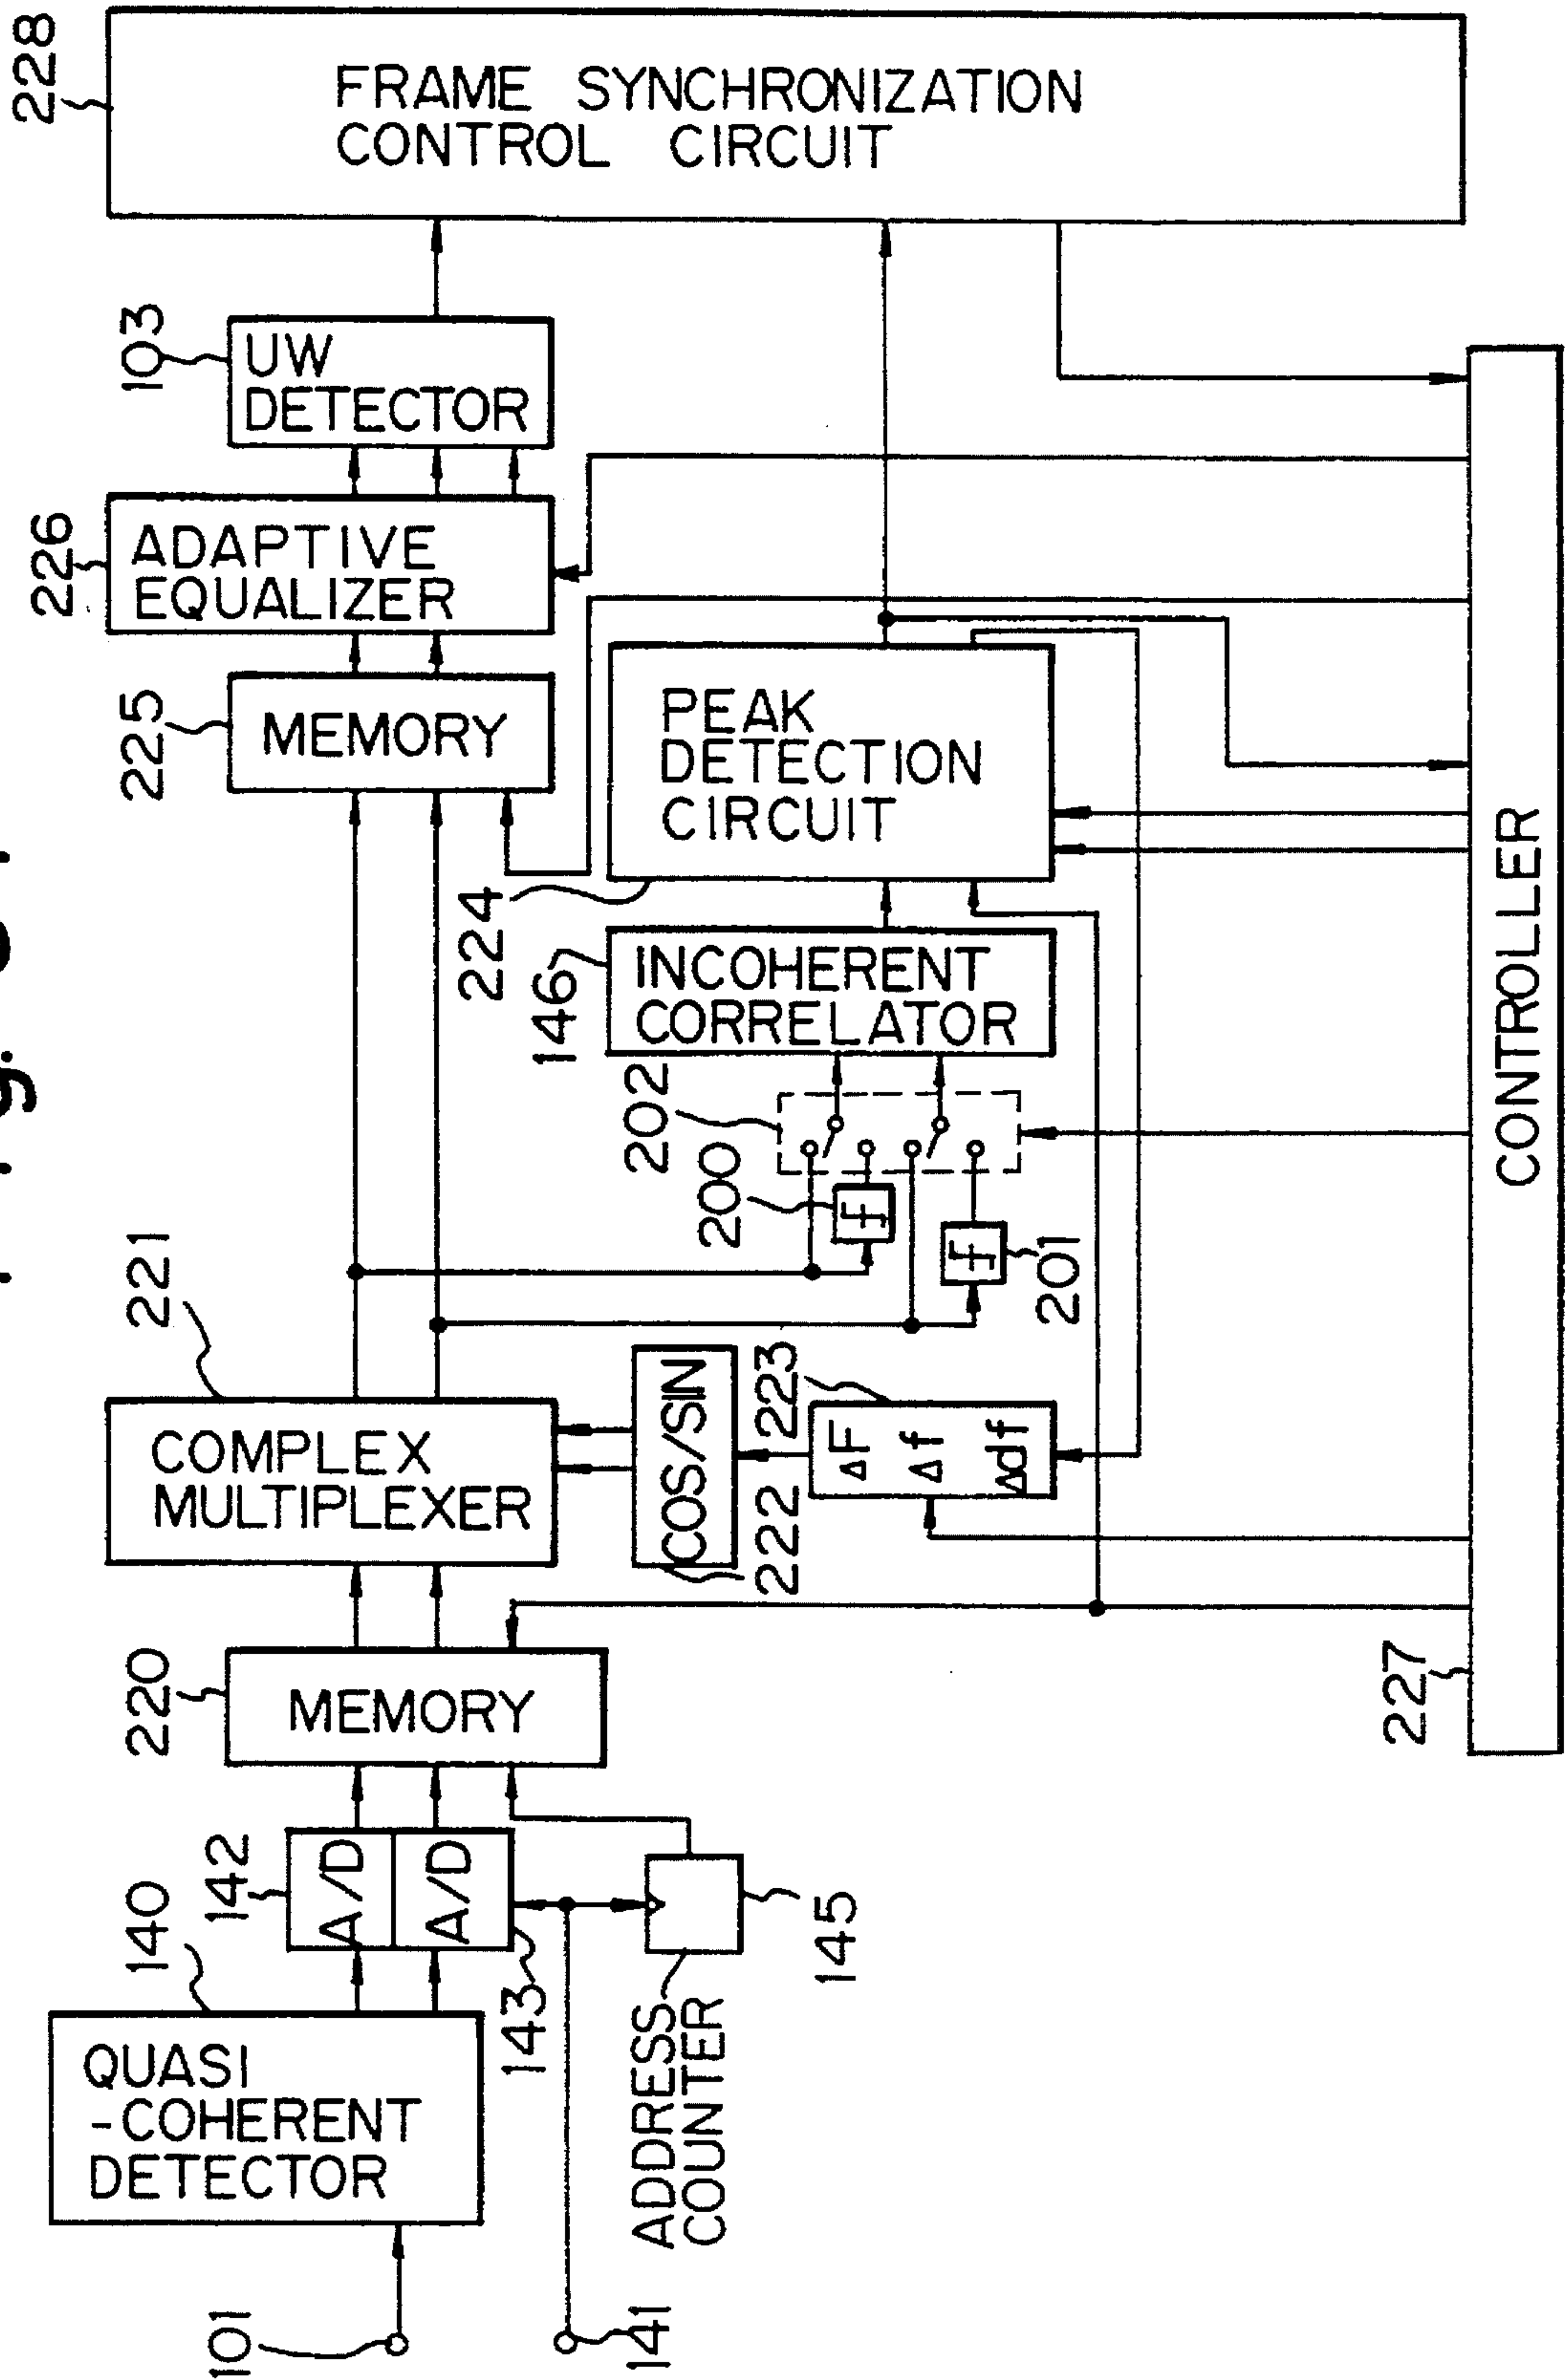 228
FRAME SYNCHRONIZATION
CONTROL CIRCUIT
103
UW
DETECTOR
226
ADAPTIVE
EQUALIZER
225
MEMORY
PEAK
DETECTION
CIRCUIT
224
146
INCOHERENT
CORRELATOR
202
200
201
221
COMPLEX
MULTIPLEXER
COS/SIN
222
223
ΔF
Δf
Δdf
CONTROLLER
227
220
MEMORY
142
A/D
A/D
143
140
QUASI
-COHERENT
DETECTOR
145
ADDRESS
COUNTER
101
141